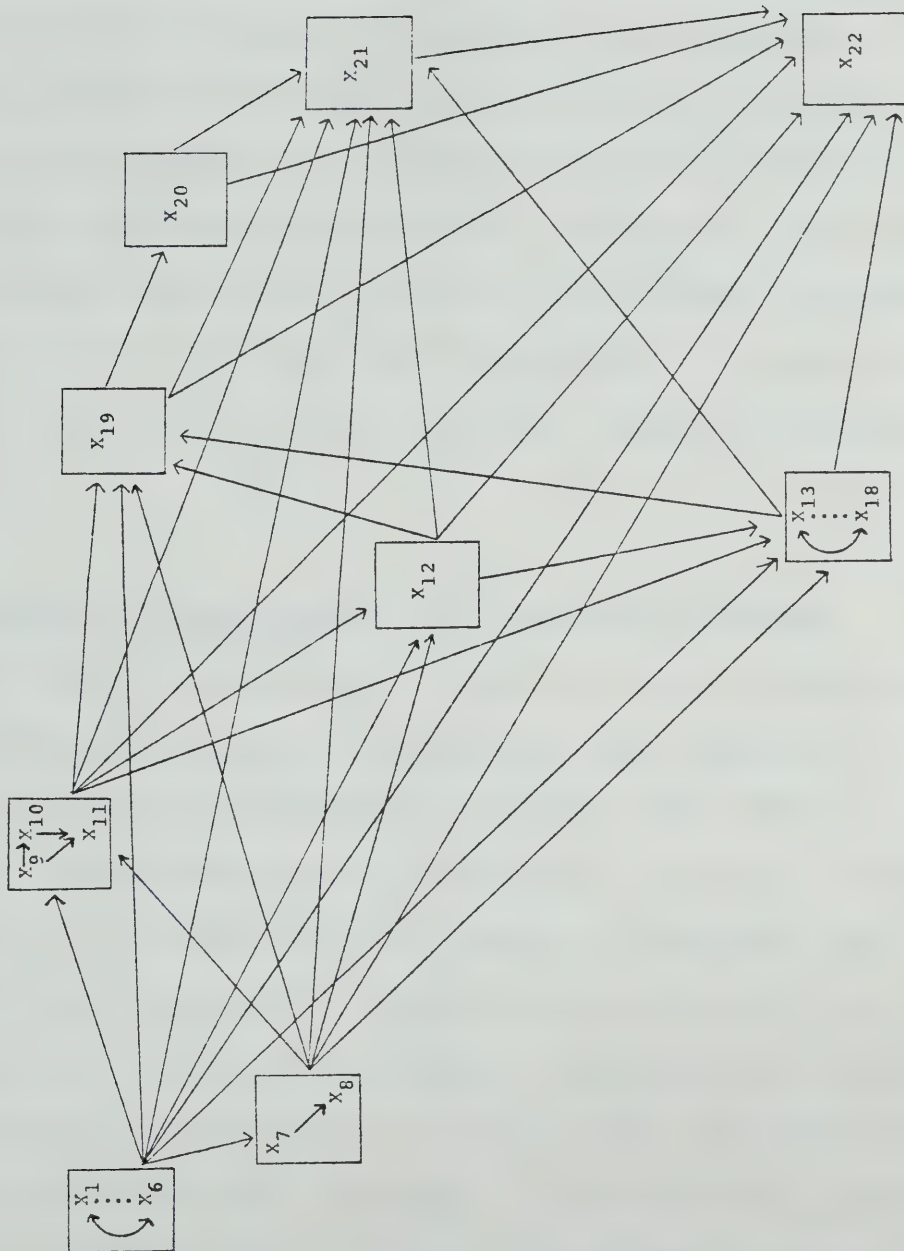 X₁
.....
X₆
X₇
X₈
X₉ X₁₀
X₁₁
X₁₂
X₁₃
.....
X₁₈
X₁₉
X₂₀
X₂₁
X₂₂